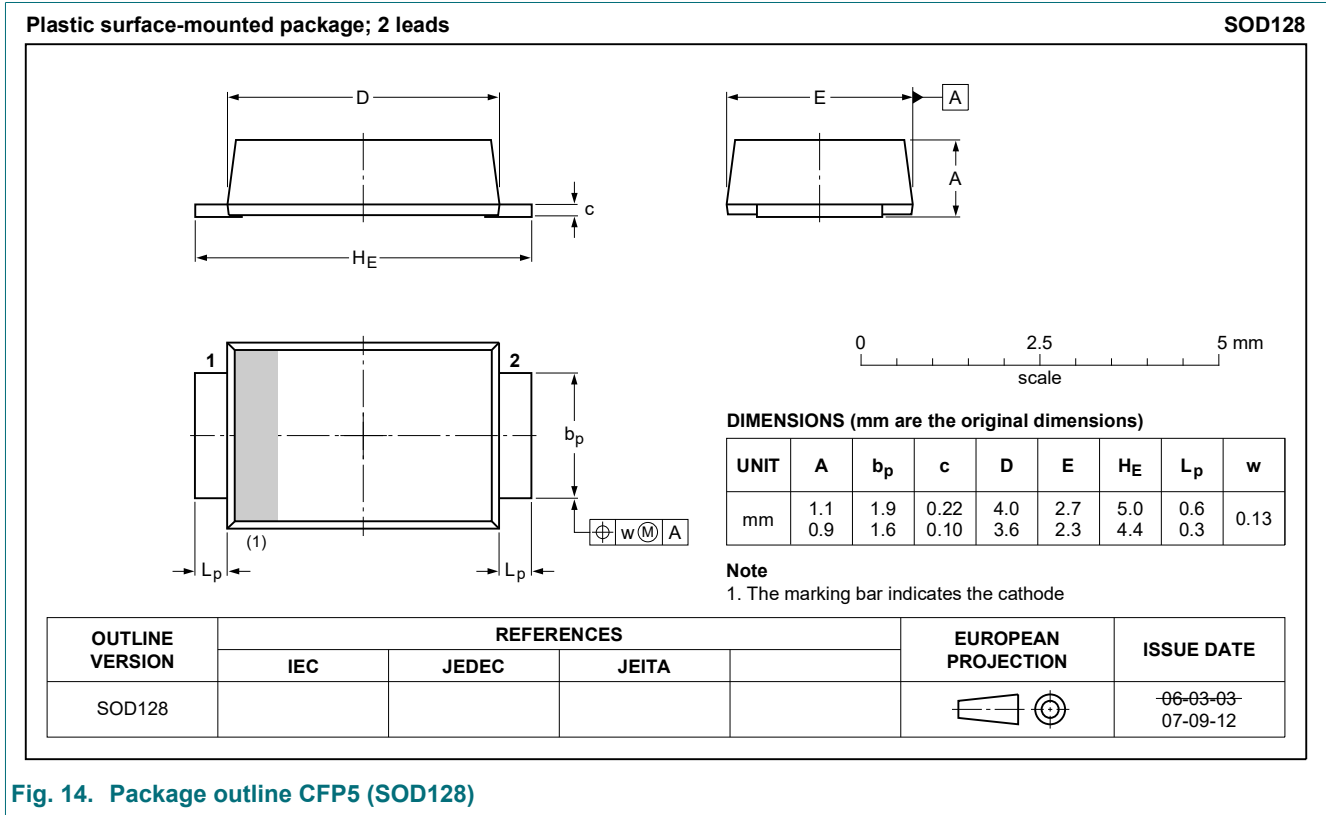 Plastic surface-mounted package; 2 leads SOD128
D E A
A
c
HE
0 2.5 5 mm
scale
1 2
bp
w M A
(1)
Lp Lp
DIMENSIONS (mm are the original dimensions)
UNIT A bp c D E HE Lp w
mm 1.1 1.9 0.22 4.0 2.7 5.0 0.6 0.13
0.9 1.6 0.10 3.6 2.3 4.4 0.3
Note
1. The marking bar indicates the cathode
OUTLINE VERSION REFERENCES EUROPEAN PROJECTION ISSUE DATE
IEC JEDEC JEITA
SOD128 06-03-03
07-09-12
Fig. 14. Package outline CFP5 (SOD128)